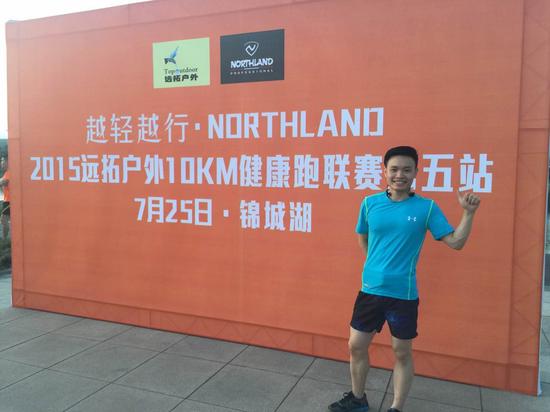 Topoutdoor
远拓户外
NORTHLAND
PROFESSIONAL
越轻越行·NORTHLAND
2015远拓户外10KM健康跑联赛 五站
7月25日·锦城湖